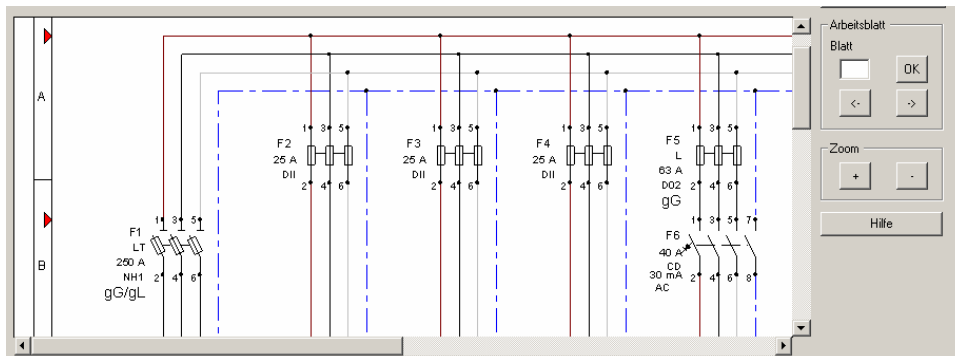 A
B
F1
LT
250 A
NH1
gG/gL
1 3 5
2 4 6
F2
25 A
DII
1 3 5
2 4 6
F3
25 A
DII
1 3 5
2 4 6
F4
25 A
DII
1 3 5
2 4 6
F5
L
63 A
D02
gG
1 3 5
2 4 6
F6
40 A
CD
30 mA
AC
1 3 5 7
2 4 6 8
Arbeitsblatt
Blatt
OK
<-
->
Zoom
+
-
Hilfe